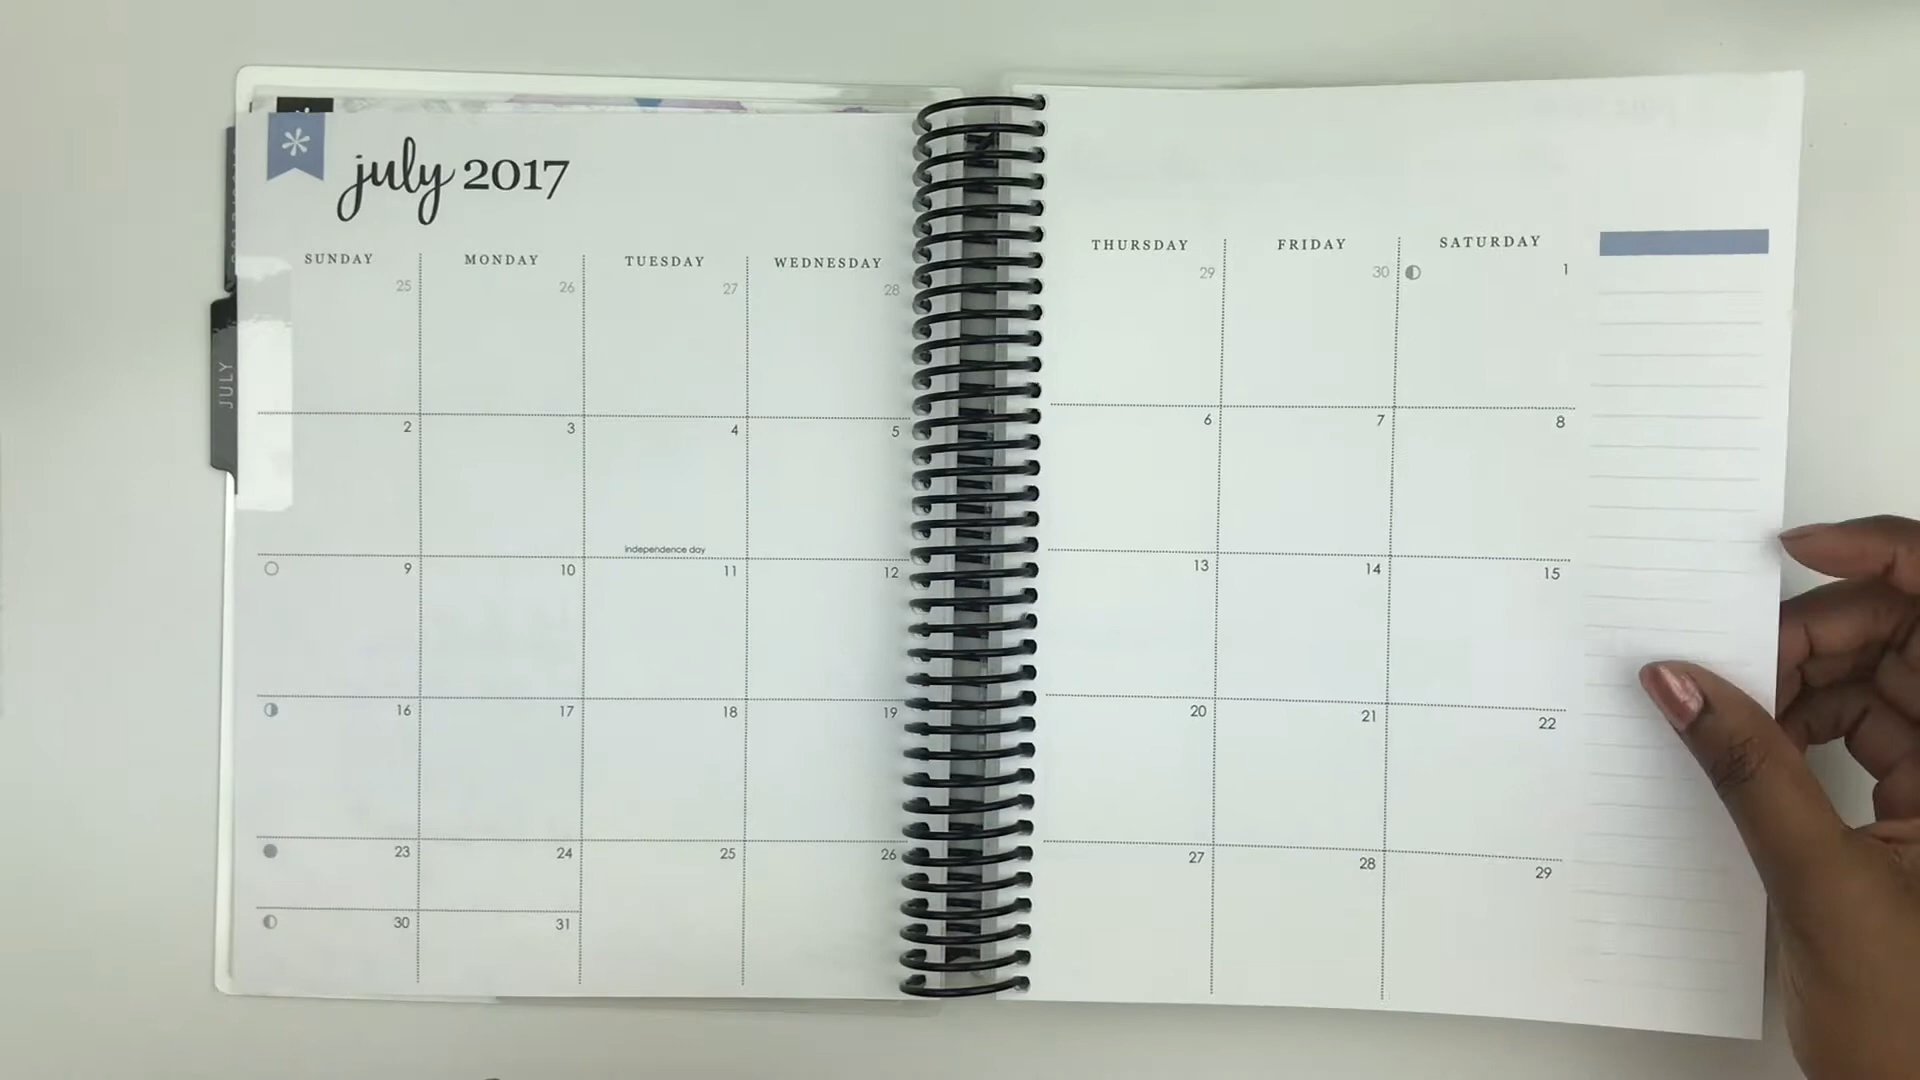 july 2017
SUNDAY MONDAY TUESDAY WEDNESDAY THURSDAY FRIDAY SATURDAY
25 26 27 28 29 30 1
JULY
2 3 4 5 6 7 8
independence day
9 10 11 12 13 14 15
16 17 18 19 20 21 22
23 24 25 26 27 28 29
30 31